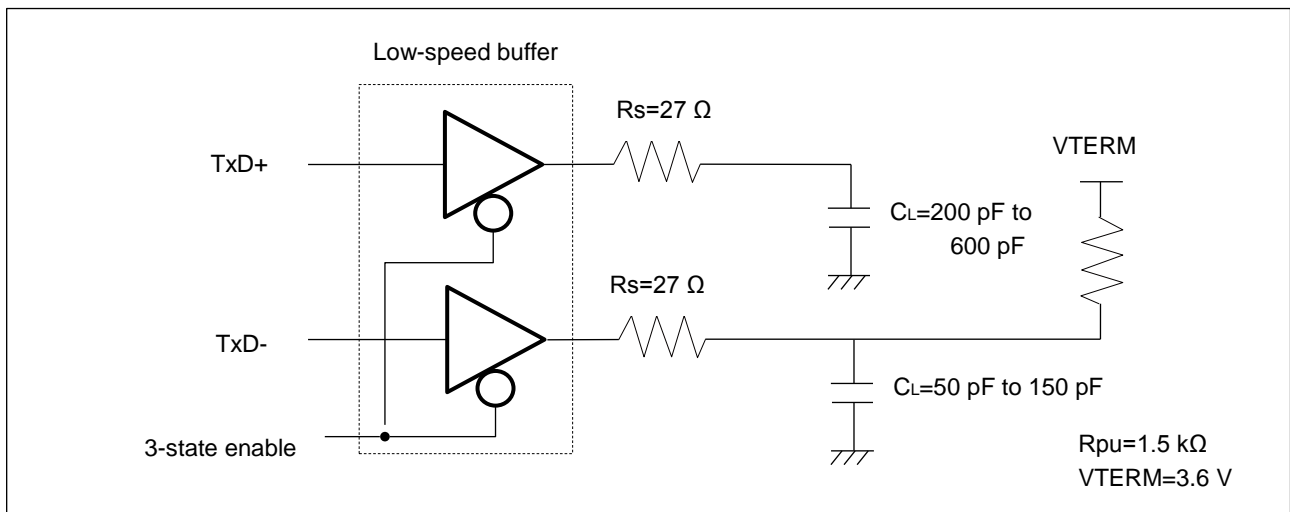 Low-speed buffer
Rs=27 Ω
VTERM
TxD+
CL=200 pF to
600 pF
Rs=27 Ω
TxD-
CL=50 pF to 150 pF
3-state enable
Rpu=1.5 kΩ
VTERM=3.6 V